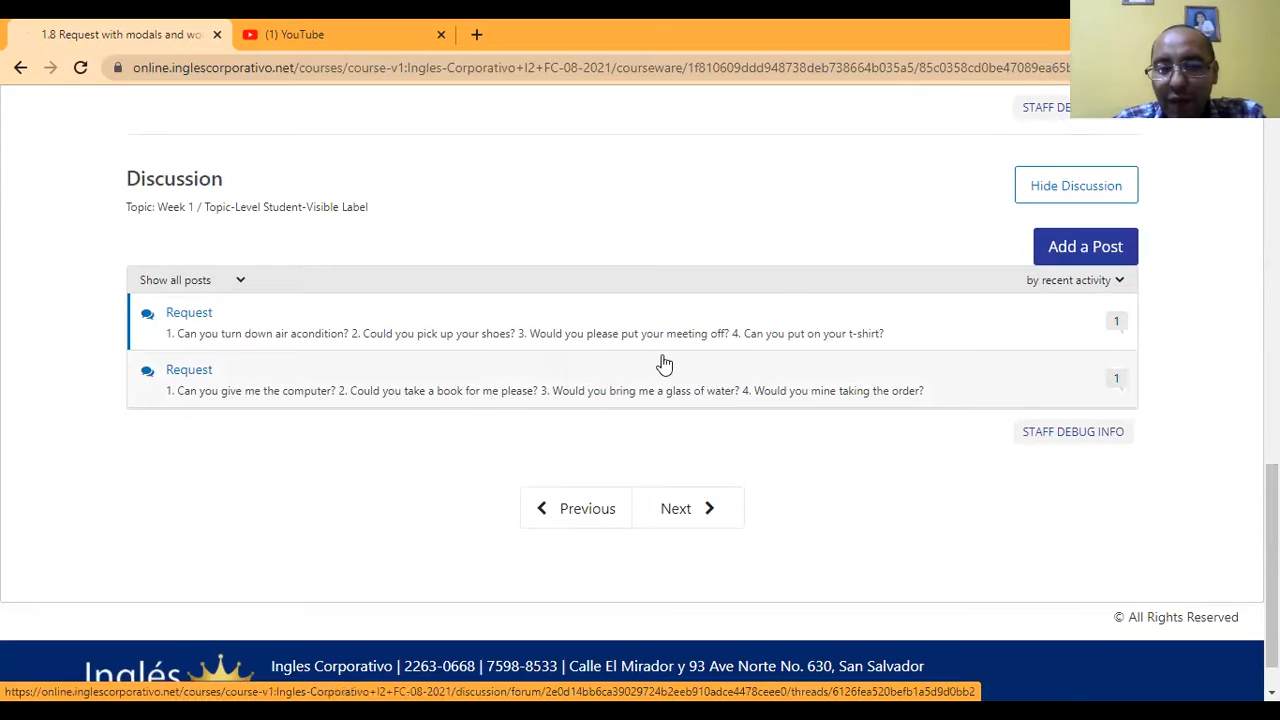 1.8 Request with modals and wo
(1) YouTube
online.inglescorporativo.net/courses/course-v1:Ingles-Corporativo+I2+FC-08-2021/courseware/1f810609ddd948738deb738664b035a5/85c0358cd0be47089ea65b
STAFF DE
Discussion
Hide Discussion
Topic: Week 1 / Topic-Level Student-Visible Label
Add a Post
Show all posts
by recent activity
Request
1. Can you turn down air acondition? 2. Could you pick up your shoes? 3. Would you please put your meeting off? 4. Can you put on your t-shirt?
1
Request
1. Can you give me the computer? 2. Could you take a book for me please? 3. Would you bring me a glass of water? 4. Would you mine taking the order?
1
STAFF DEBUG INFO
Previous
Next
© All Rights Reserved
Inglés
Ingles Corporativo | 2263-0668 | 7598-8533 | Calle El Mirador y 93 Ave Norte No. 630, San Salvador
https://online.inglescorporativo.net/courses/course-v1:Ingles-Corporativo+I2+FC-08-2021/discussion/forum/2e0d14bb6ca39029724b2eeb910adce4478ceee0/threads/6126fea520befb1a5d9d0bb2